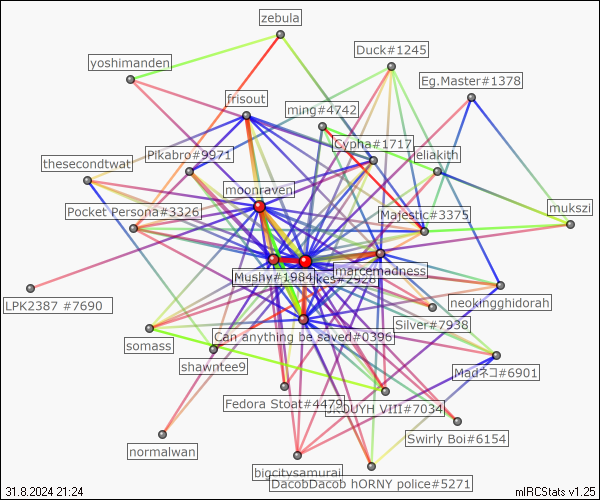 zebula
Duck#1245
yoshimanden
Eg.Master#1378
frisout
ming#4742
Cypha#1717
Pikabro#9971
eliakith
thesecondtwat
moonraven
Pocket Persona#3326
Majestic#3375
mukszi
marcemadness
Mushy#1984
kes#2928
LPK2387 #7690
neokingghidorah
Silver#7938
Can anything be saved#0396
somass
shawntee9
Madネコ#6901
Fedora Stoat#4479
DUYH VIII#7034
Swirly Boi#6154
normalwan
bigcitysamurai
DacobDacob hORNY police#5271
31.8.2024 21:24
mIRCStats v1.25